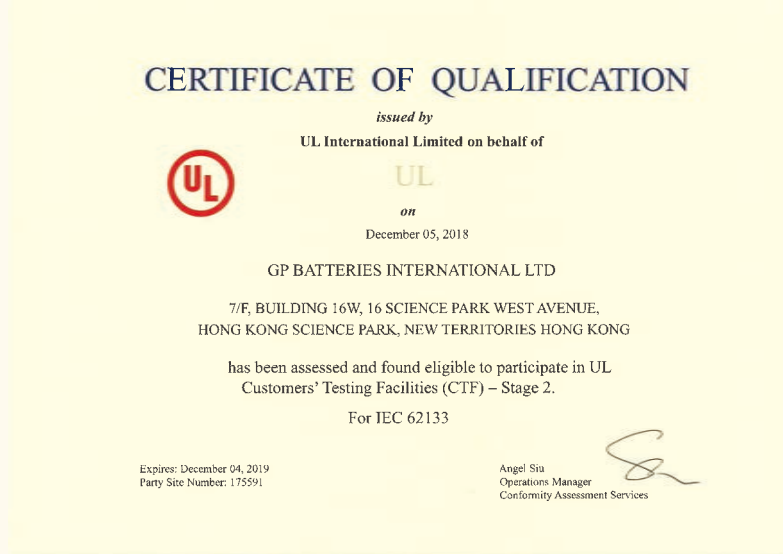 CERTIFICATE OF QUALIFICATION
issued by
UL International Limited on behalf of
UL
UL
on
December 05, 2018
GP BATTERIES INTERNATIONAL LTD
7/F, BUILDING 16W, 16 SCIENCE PARK WEST AVENUE,
HONG KONG SCIENCE PARK, NEW TERRITORIES HONG KONG
has been assessed and found eligible to participate in UL
Customers' Testing Facilities (CTF) – Stage 2.
For IEC 62133
Expires: December 04, 2019
Party Site Number: 175591
Angel Siu
Operations Manager
Conformity Assessment Services